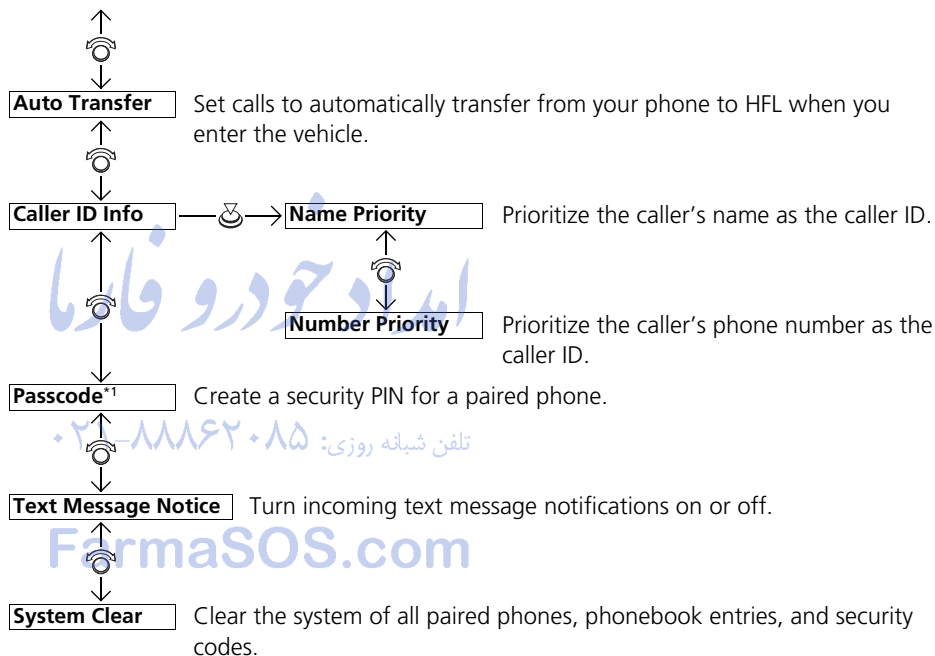 Auto Transfer Set calls to automatically transfer from your phone to HFL when you
enter the vehicle.
Caller ID Info Name Priority Prioritize the caller’s name as the caller ID.
امداد خودرو فارما
Number Priority Prioritize the caller’s phone number as the
caller ID.
Passcode*1 Create a security PIN for a paired phone.
تلفن شبانه روزی: ۸۸۸۶۲۰۸۵-۰۲۱
Text Message Notice Turn incoming text message notifications on or off.
FarmaSOS.com
System Clear Clear the system of all paired phones, phonebook entries, and security
codes.